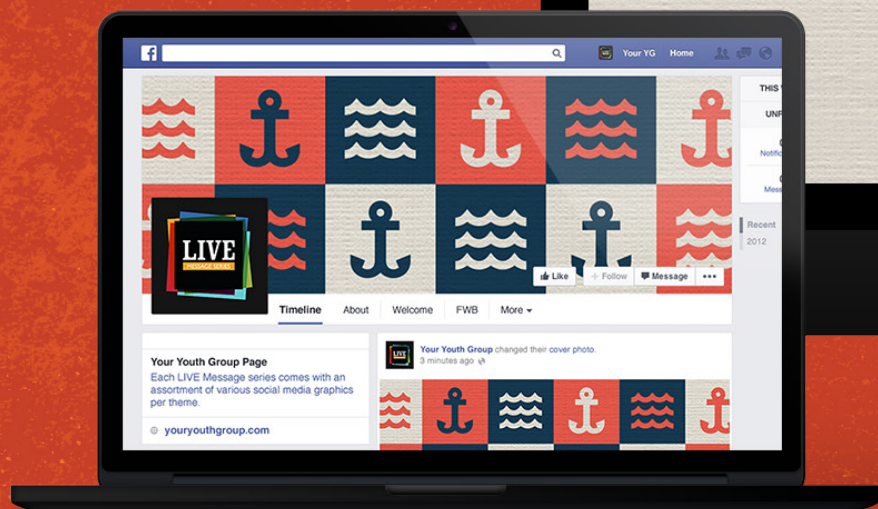 f
Your YG Home
THIS
LIVE
MESSAGE SERIES
Like
+ Follow
Message
Recent
2012
Timeline
About
Welcome
FWB
More
Your Youth Group Page
Each LIVE Message series comes with an
assortment of various social media graphics
per theme.
youryouthgroup.com
LIVE
Your Youth Group changed their cover photo.
3 minutes ago